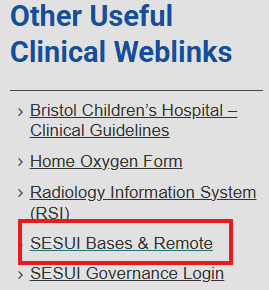 Other Useful
Clinical Weblinks
Bristol Children's Hospital –
Clinical Guidelines
Home Oxygen Form
Radiology Information System
(RSI)
SESUI Bases & Remote
SESUI Governance Login